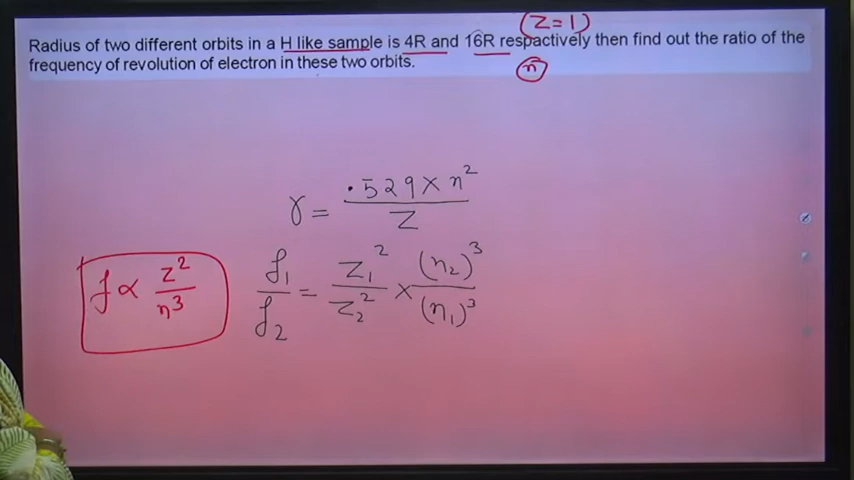 (Z=1)
Radius of two different orbits in a H like sample is 4R and 16R respactively then find out the ratio of the
frequency of revolution of electron in these two orbits.
n
r = .529 × n² / Z
f ∝ Z² / n³
f₁ / f₂ = Z₁² / Z₂² × (n₂)³ / (n₁)³